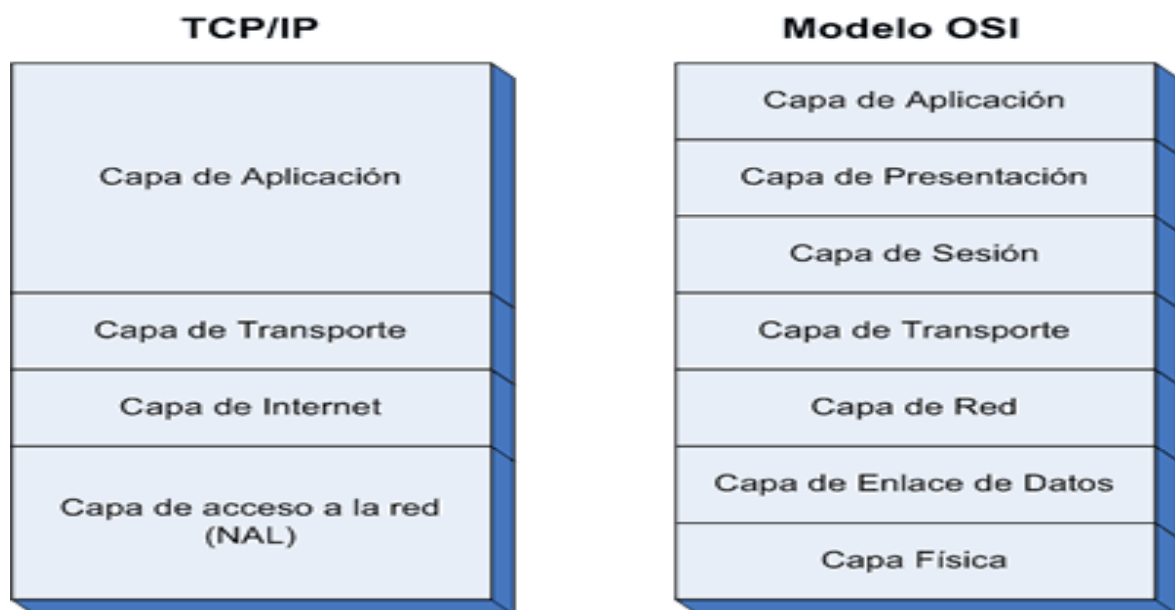 TCP/IP
Capa de Aplicación
Capa de Transporte
Capa de Internet
Capa de acceso a la red
(NAL)
Modelo OSI
Capa de Aplicación
Capa de Presentación
Capa de Sesión
Capa de Transporte
Capa de Red
Capa de Enlace de Datos
Capa Física